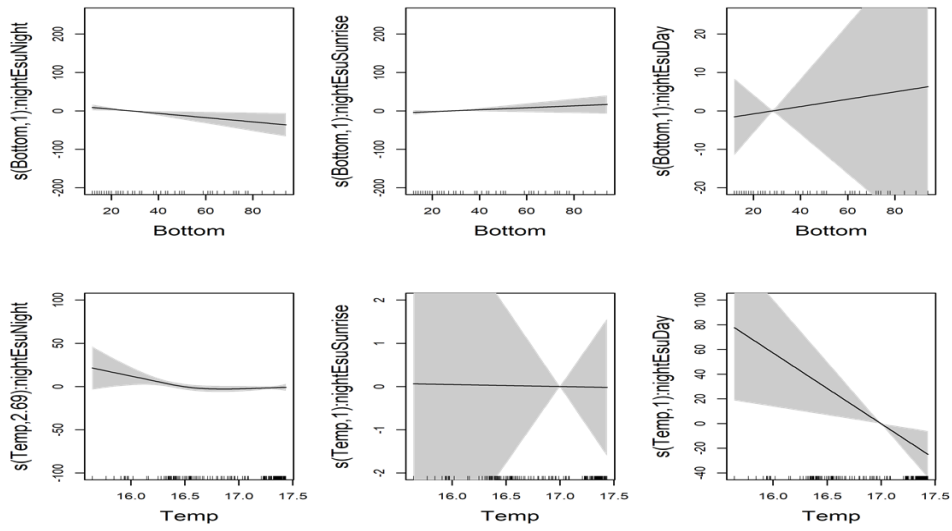 s(Bottom,1):nightEsuNight
200
100
0
-100
-200
20 40 60 80
Bottom
s(Bottom,1):nightEsuSunrise
200
100
0
-100
-200
20 40 60 80
Bottom
s(Bottom,1):nightEsuDay
20
10
0
-10
-20
20 40 60 80
Bottom
s(Temp,2.69):nightEsuNight
100
50
0
-50
-100
16.0 16.5 17.0 17.5
Temp
s(Temp,1):nightEsuSunrise
2
1
0
-1
-2
16.0 16.5 17.0 17.5
Temp
s(Temp,1):nightEsuDay
100
80
60
40
20
0
-20
-40
16.0 16.5 17.0 17.5
Temp